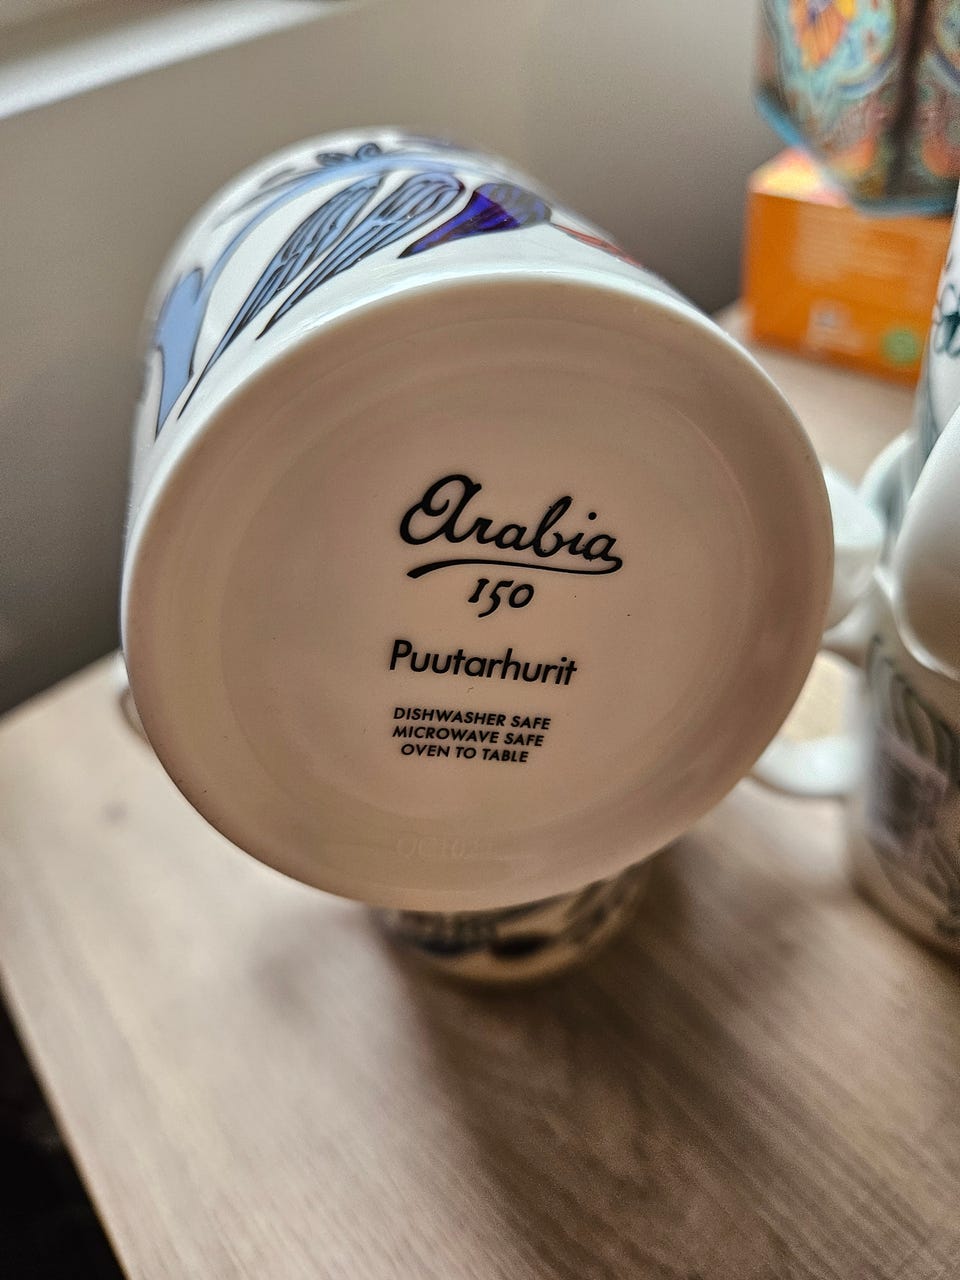 Arabia
150
Puutarhurit
DISHWASHER SAFE
MICROWAVE SAFE
OVEN TO TABLE